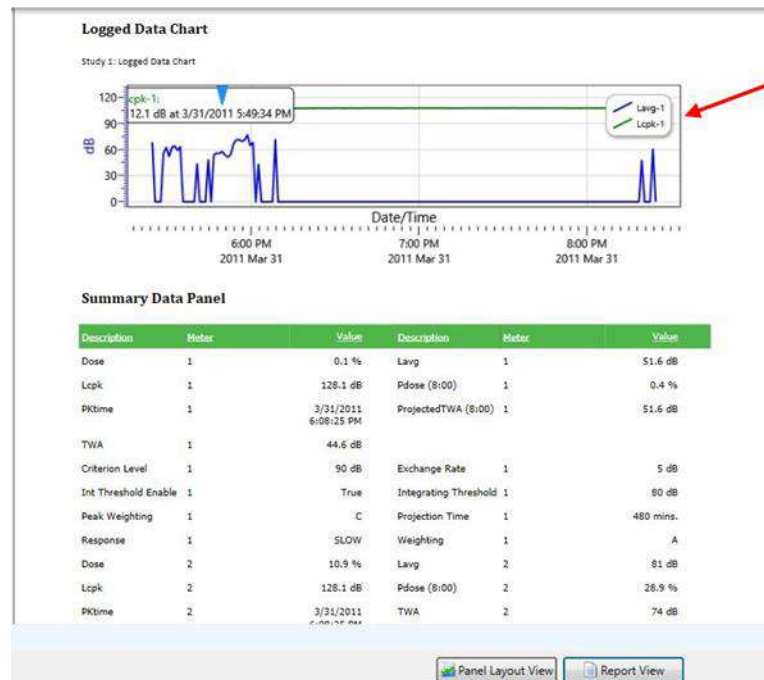 Logged Data Chart
Study 1: Logged Data Chart
120
90
60
30
0
dB
cpk-1:
12.1 dB at 3/31/2011 5:49:34 PM
Lavg-1
Lcpk-1
Date/Time
6:00 PM 7:00 PM 8:00 PM
2011 Mar 31 2011 Mar 31 2011 Mar 31
Summary Data Panel
Description Meter Value Description Meter Value
Dose 1 0.1 % Lavg 1 51.6 dB
Lcpk 1 128.1 dB Pdose (8:00) 1 0.4 %
PKtime 1 3/31/2011 ProjectedTWA (8:00) 1 51.6 dB
6:08:25 PM
TWA 1 44.6 dB
Criterion Level 1 90 dB Exchange Rate 1 5 dB
Int Threshold Enable 1 True Integrating Threshold 1 80 dB
Peak Weighting 1 C Projection Time 1 480 mins.
Response 1 SLOW Weighting 1 A
Dose 2 10.9 % Lavg 2 81 dB
Lcpk 2 128.1 dB Pdose (8:00) 2 28.9 %
PKtime 2 3/31/2011 TWA 2 74 dB
Panel Layout View Report View